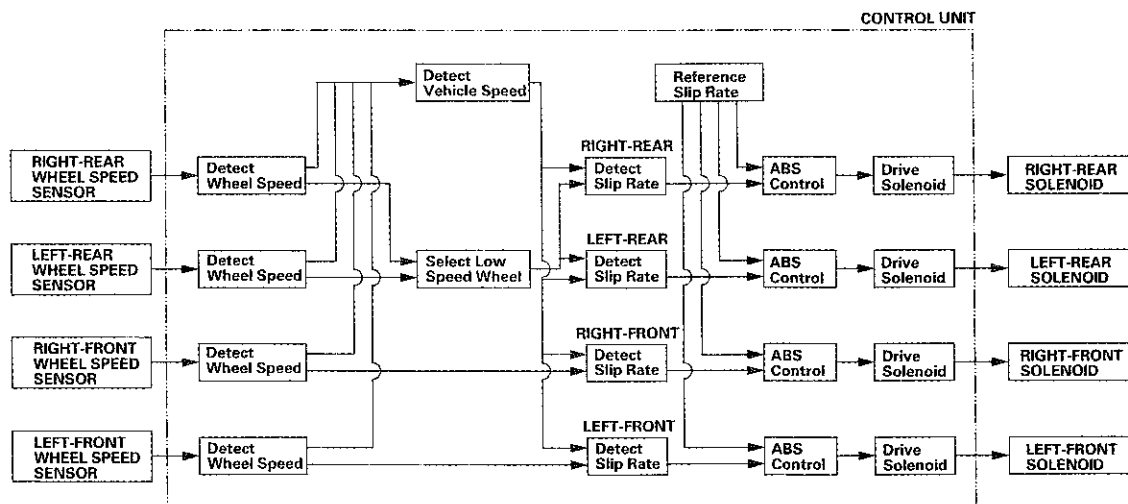 CONTROL UNIT
Detect
Vehicle Speed
Reference
Slip Rate
RIGHT-REAR
WHEEL SPEED
SENSOR
Detect
Wheel Speed
RIGHT-REAR
Detect
Slip Rate
ABS
Control
Drive
Solenoid
RIGHT-REAR
SOLENOID
LEFT-REAR
WHEEL SPEED
SENSOR
Detect
Wheel Speed
Select Low
Speed Wheel
LEFT-REAR
Detect
Slip Rate
ABS
Control
Drive
Solenoid
LEFT-REAR
SOLENOID
RIGHT-FRONT
WHEEL SPEED
SENSOR
Detect
Wheel Speed
RIGHT-FRONT
Detect
Slip Rate
ABS
Control
Drive
Solenoid
RIGHT-FRONT
SOLENOID
LEFT-FRONT
WHEEL SPEED
SENSOR
Detect
Wheel Speed
LEFT-FRONT
Detect
Slip Rate
ABS
Control
Drive
Solenoid
LEFT-FRONT
SOLENOID